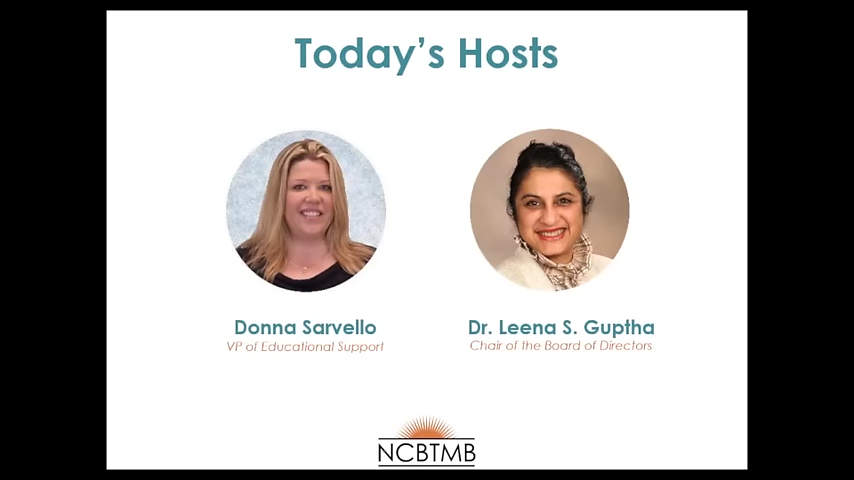 Today's Hosts
Donna Sarvello
VP of Educational Support
Dr. Leena S. Guptha
Chair of the Board of Directors
NCBTMB